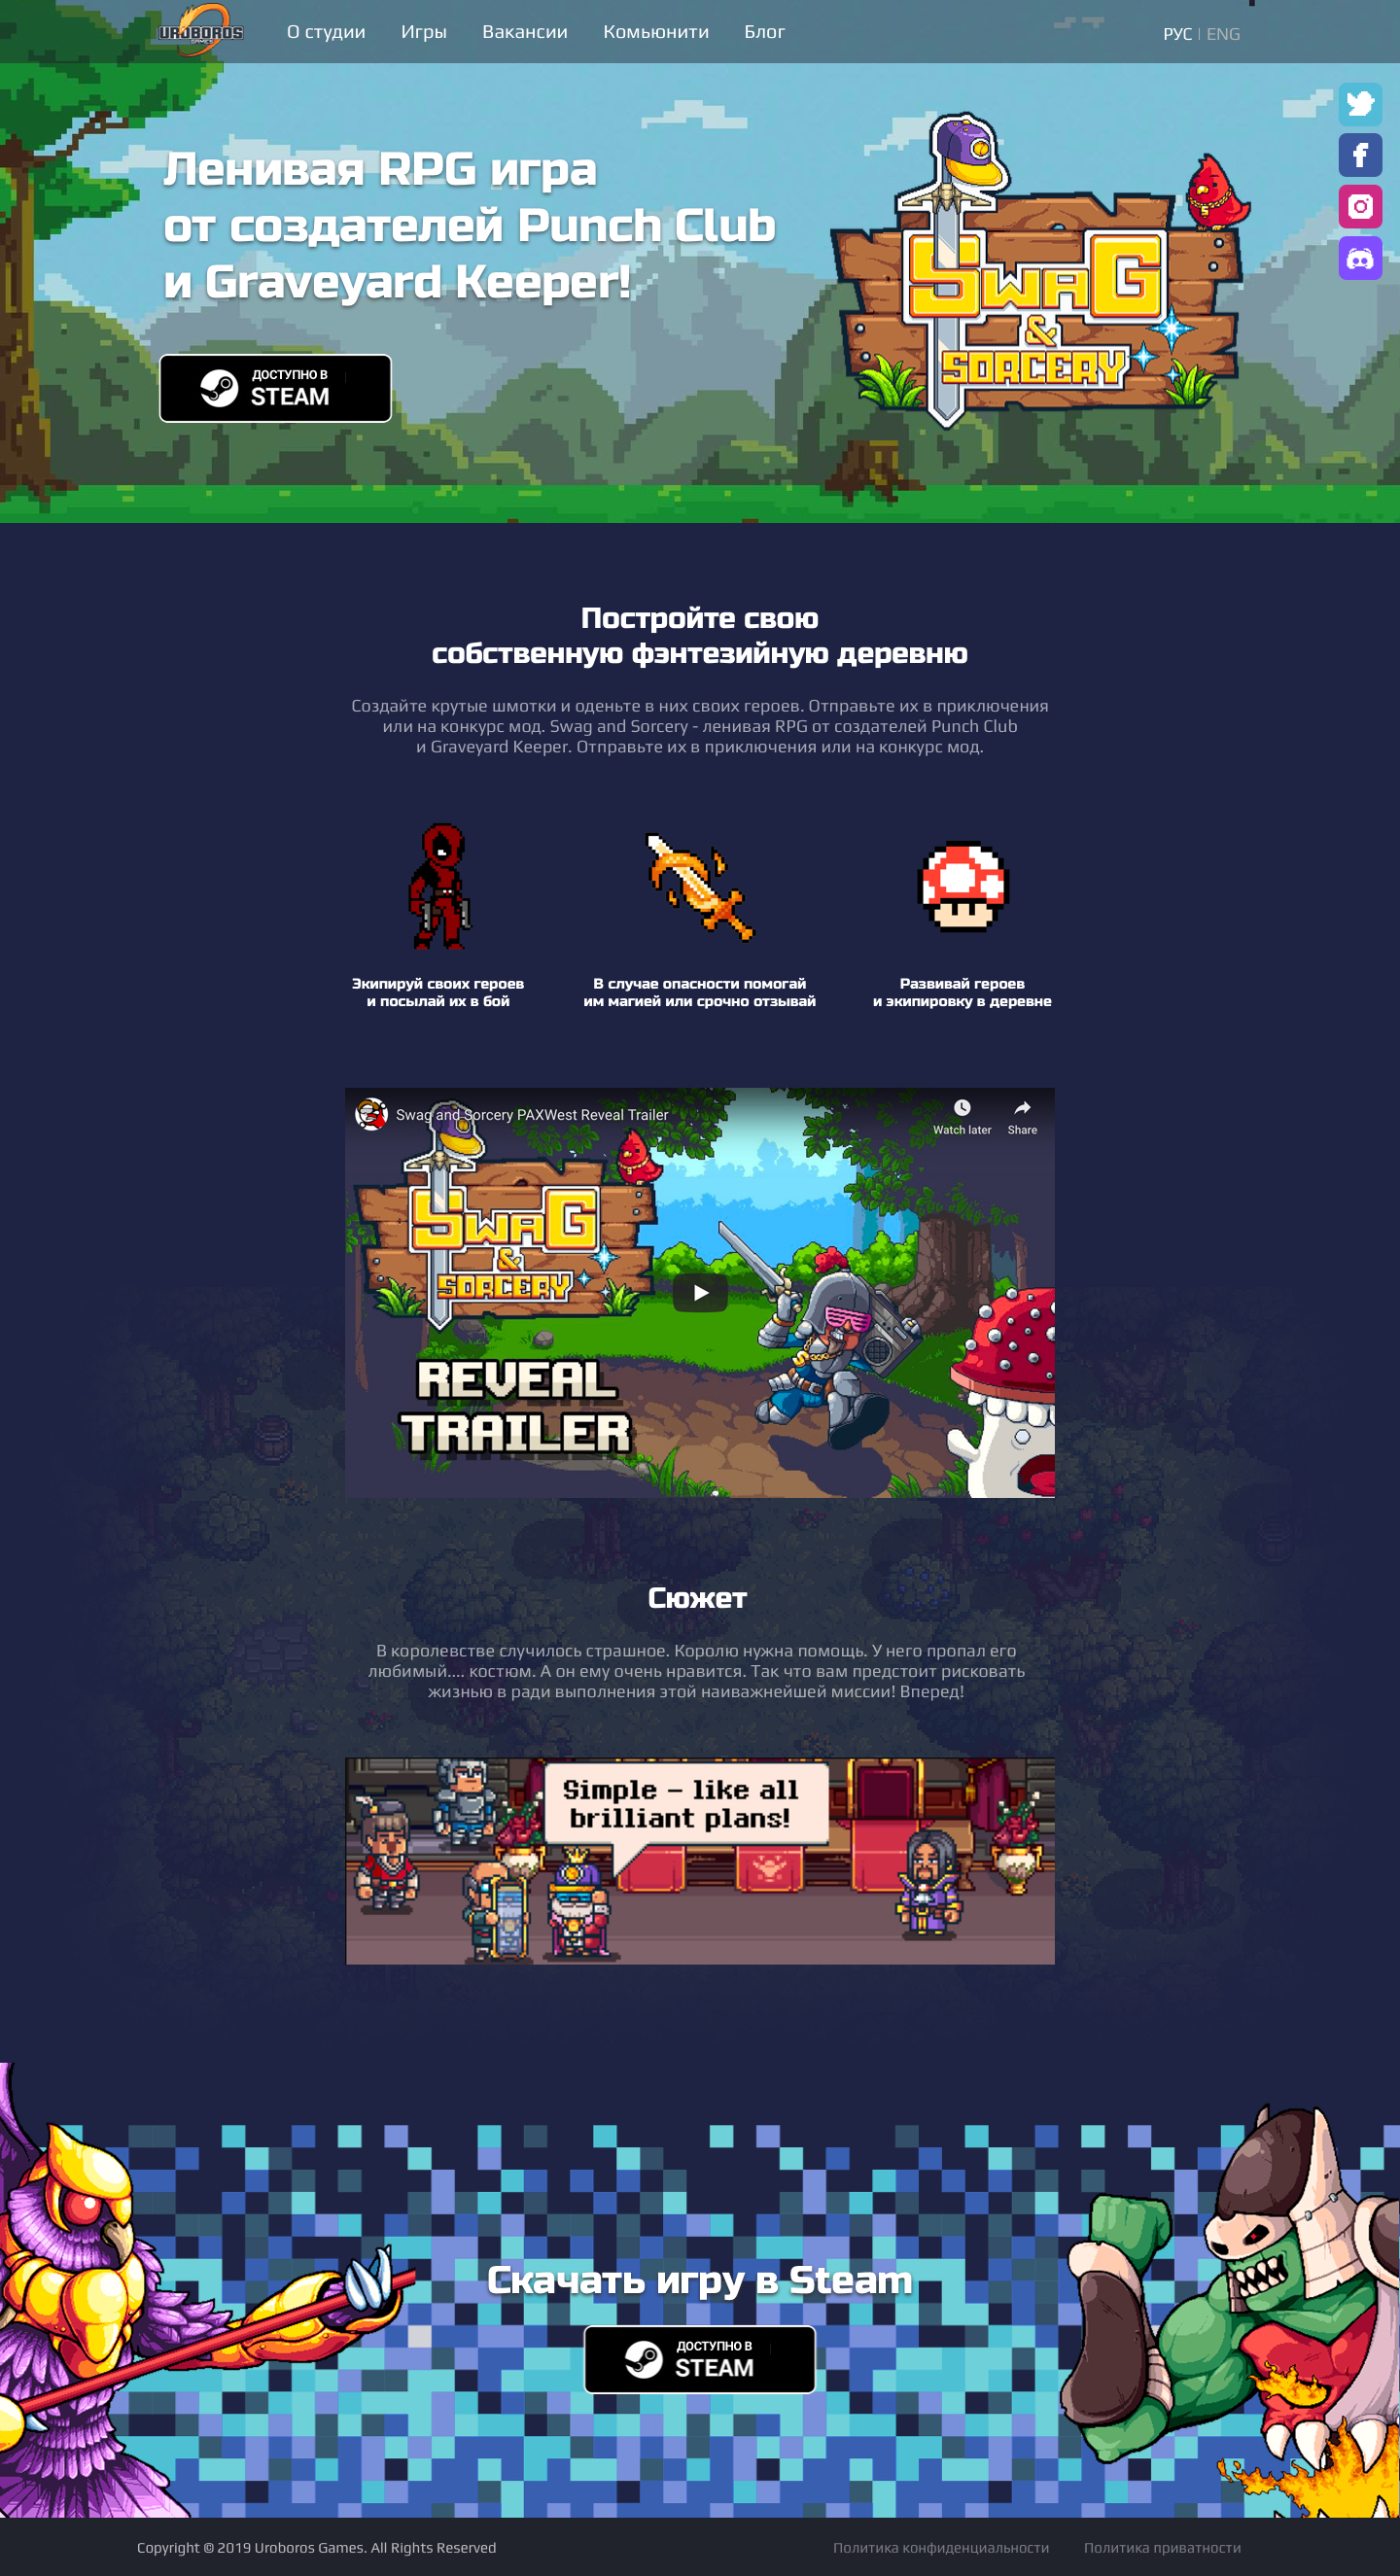 UROBOROS
GAMES
О студии
Игры
Вакансии
Комьюнити
Блог
РУС | ENG
Ленивая RPG игра
от создателей Punch Club
и Graveyard Keeper!
ДОСТУПНО В
STEAM
SWAG
&
SORCERY
Постройте свою
собственную фэнтезийную деревню
Создайте крутые шмотки и оденьте в них своих героев. Отправьте их в приключения
или на конкурс мод. Swag and Sorcery - ленивая RPG от создателей Punch Club
и Graveyard Keeper. Отправьте их в приключения или на конкурс мод.
Экипируй своих героев
и посылай их в бой
В случае опасности помогай
им магией или срочно отзывай
Развивай героев
и экипировку в деревне
Swag and Sorcery PAXWest Reveal Trailer
Watch later
Share
SWAG
&
SORCERY
REVEAL
TRAILER
Сюжет
В королевстве случилось страшное. Королю нужна помощь. У него пропал его
любимый.... костюм. А он ему очень нравится. Так что вам предстоит рисковать
жизнью в ради выполнения этой наиважнейшей миссии! Вперед!
Simple – like all
brilliant plans!
Скачать игру в Steam
ДОСТУПНО В
STEAM
Copyright © 2019 Uroboros Games. All Rights Reserved
Политика конфиденциальности
Политика приватности